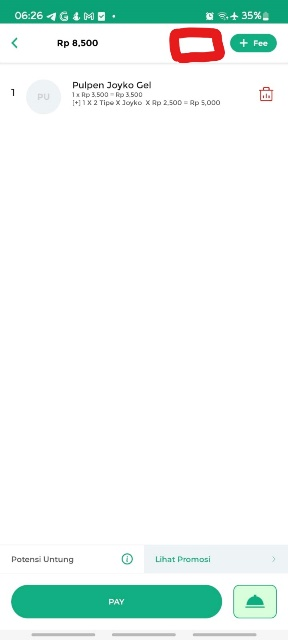 06:26
35%
Rp 8,500
+ Fee
1
PU
Pulpen Joyko Gel
1 x Rp 3,500 = Rp 3,500
[+] 1 X 2 Tipe X Joyko X Rp 2,500 = Rp 5,000
Potensi Untung
Lihat Promosi
PAY